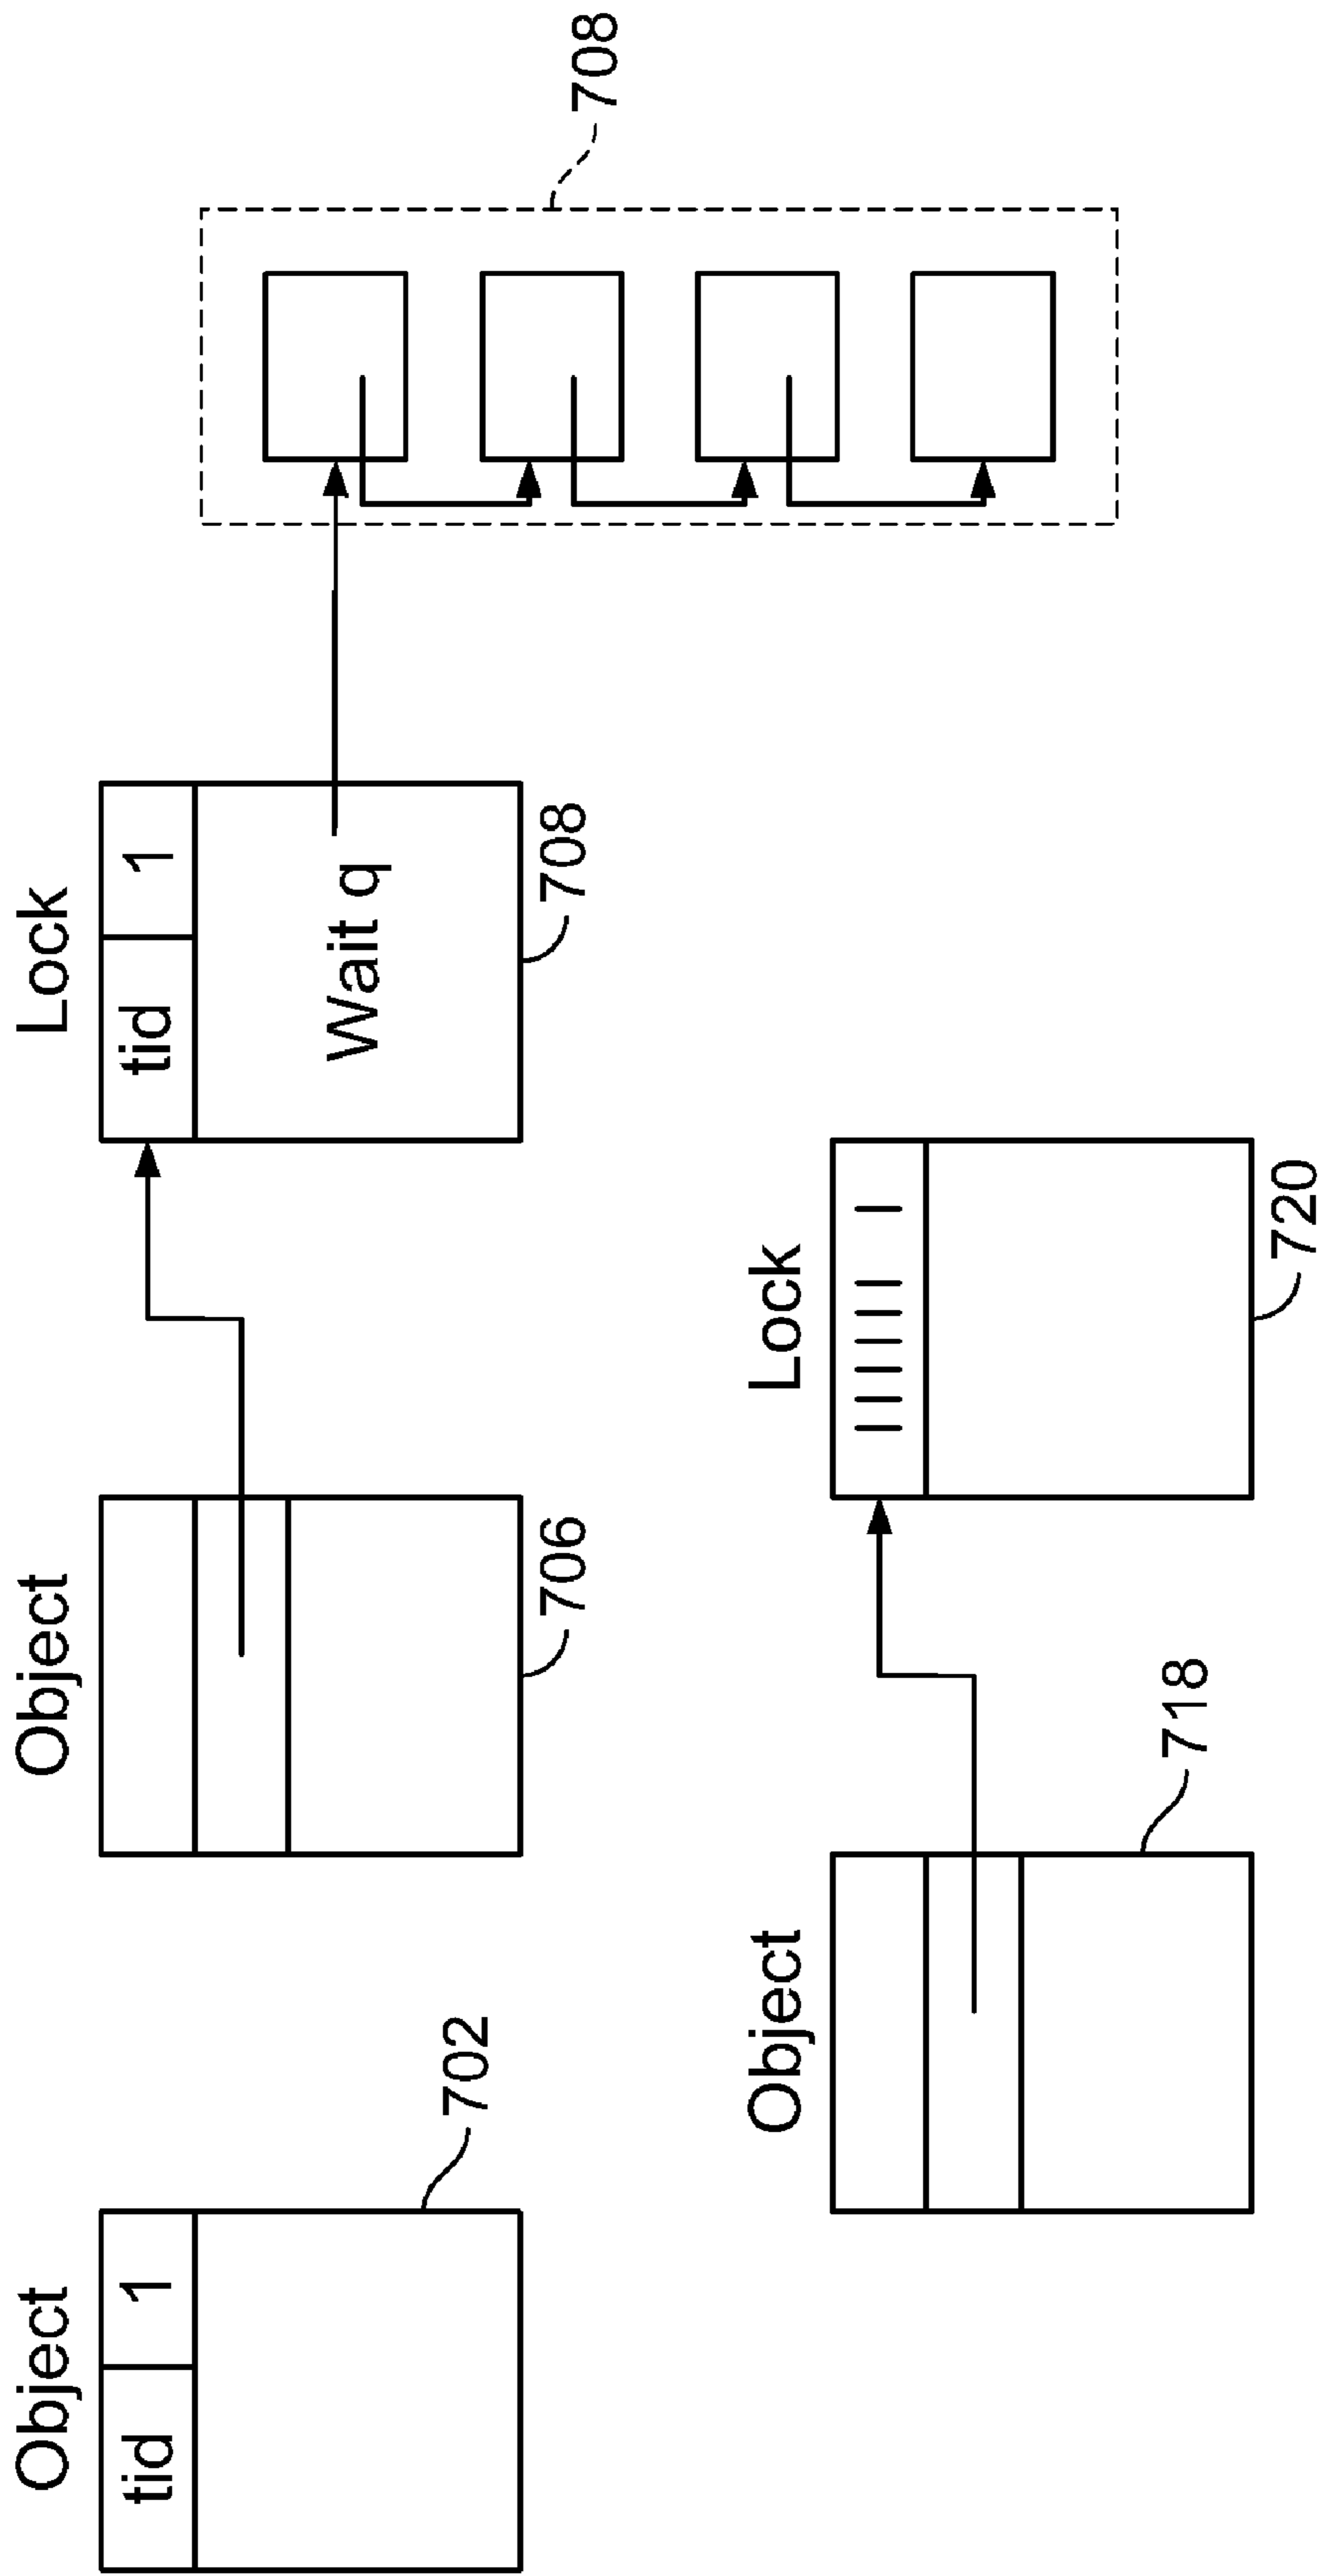 Object
Object
Lock
tid 1
tid 1
Wait q
702
706
708
708
Object
Lock
|||||| |
718
720